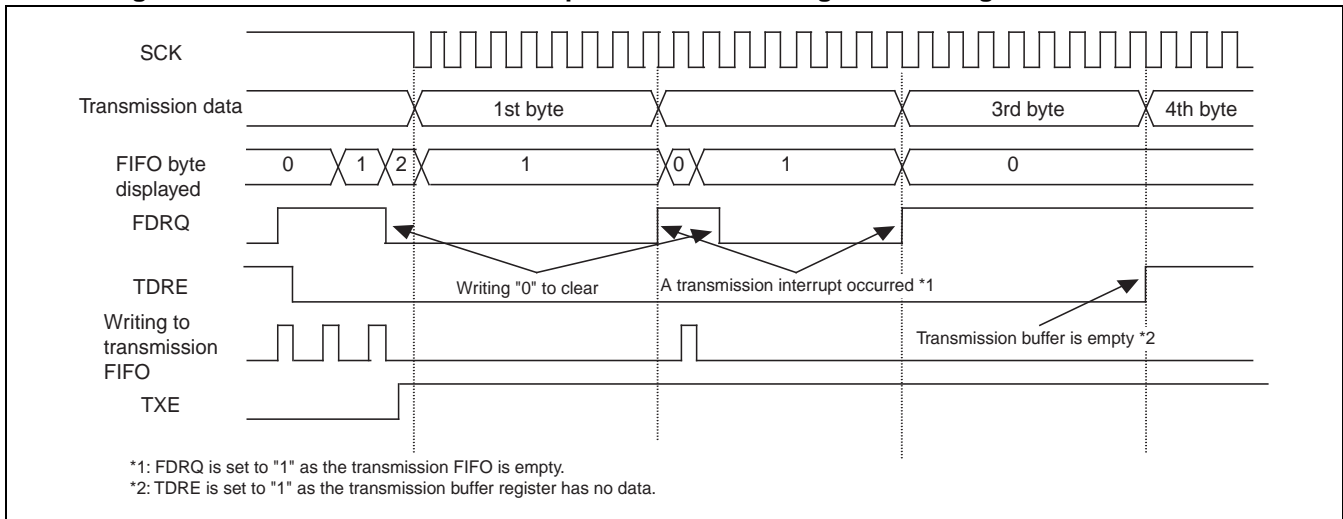 SCK
Transmission data
1st byte
3rd byte
4th byte
FIFO byte
displayed
0
1
2
1
0
1
0
FDRQ
TDRE
Writing "0" to clear
A transmission interrupt occurred *1
Writing to
transmission
FIFO
Transmission buffer is empty *2
TXE
*1: FDRQ is set to "1" as the transmission FIFO is empty.
*2: TDRE is set to "1" as the transmission buffer register has no data.